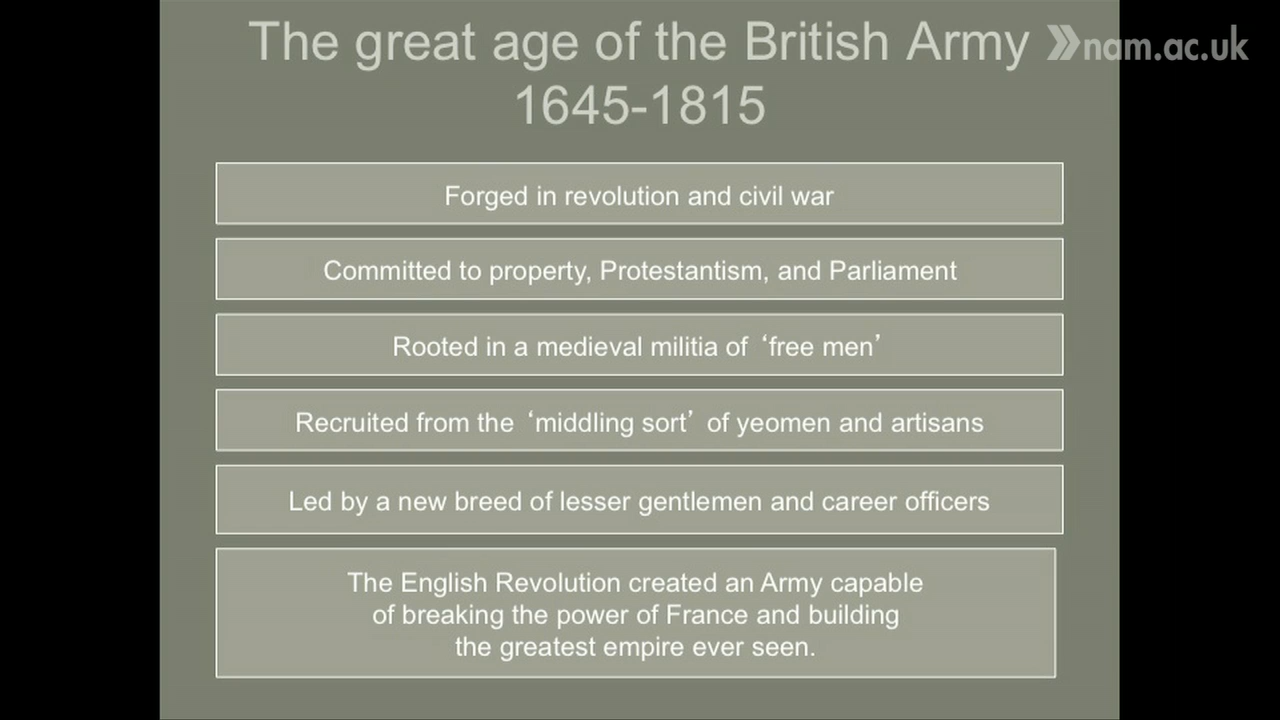 The great age of the British Army
nam.ac.uk
1645-1815
Forged in revolution and civil war
Committed to property, Protestantism, and Parliament
Rooted in a medieval militia of ‘free men’
Recruited from the ‘middling sort’ of yeomen and artisans
Led by a new breed of lesser gentlemen and career officers
The English Revolution created an Army capable
of breaking the power of France and building
the greatest empire ever seen.